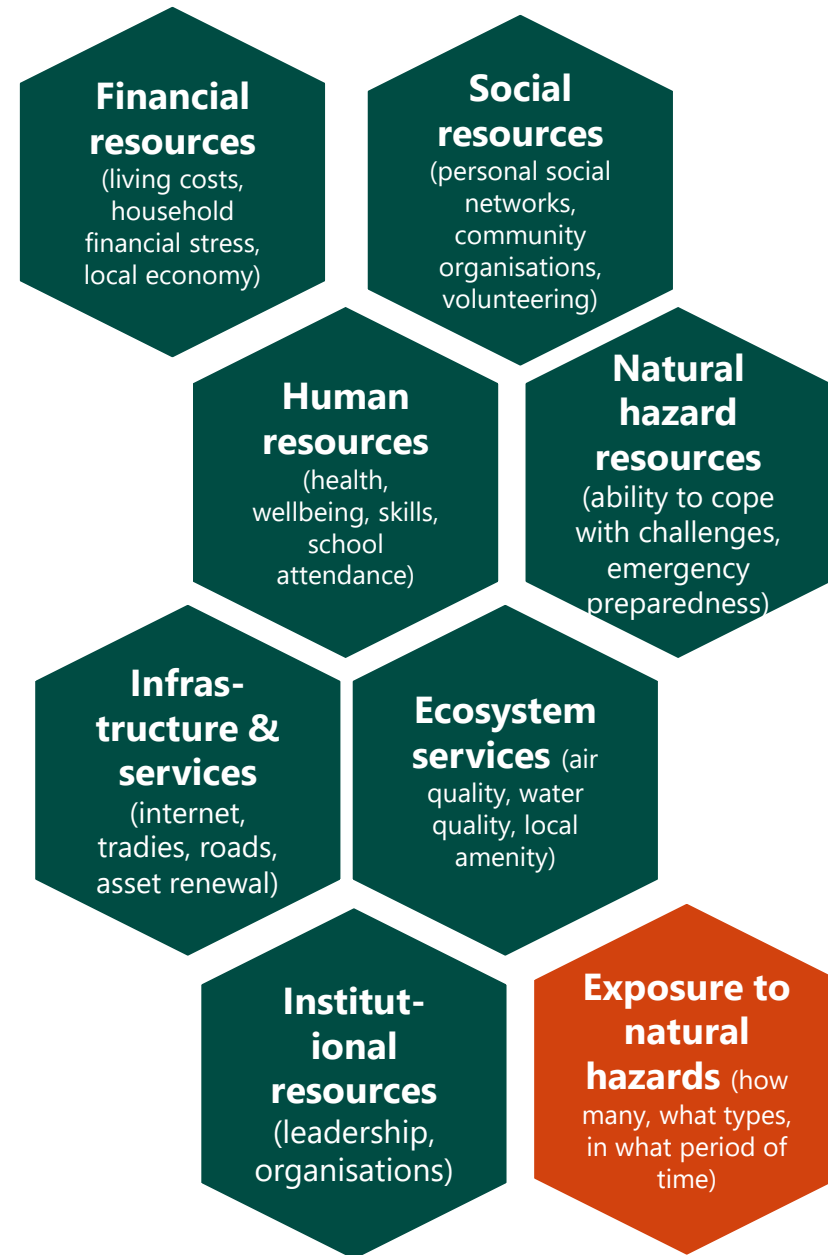 Financial
resources
(living costs,
household
financial stress,
local economy)
Social
resources
(personal social
networks,
community
organisations,
volunteering)
Human
resources
(health,
wellbeing, skills,
school
attendance)
Natural
hazard
resources
(ability to cope
with challenges,
emergency
preparedness)
Infras-
tructure &
services
(internet,
tradies, roads,
asset renewal)
Ecosystem
services (air
quality, water
quality, local
amenity)
Institut-
ional
resources
(leadership,
organisations)
Exposure to
natural
hazards (how
many, what types,
in what period of
time)